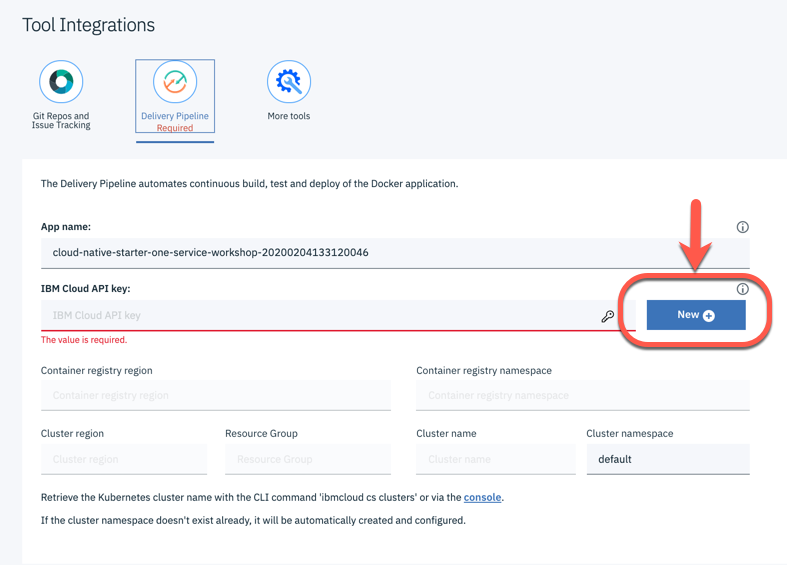 Tool Integrations
Git Repos and
Issue Tracking
Delivery Pipeline
Required
More tools
The Delivery Pipeline automates continuous build, test and deploy of the Docker application.
App name:
cloud-native-starter-one-service-workshop-20200204133120046
IBM Cloud API key:
IBM Cloud API key
New
The value is required.
Container registry region
Container registry namespace
Container registry region
Container registry namespace
Cluster region
Resource Group
Cluster name
Cluster namespace
Cluster region
Resource Group
Cluster name
default
Retrieve the Kubernetes cluster name with the CLI command 'ibmcloud cs clusters' or via the console.
If the cluster namespace doesn't exist already, it will be automatically created and configured.